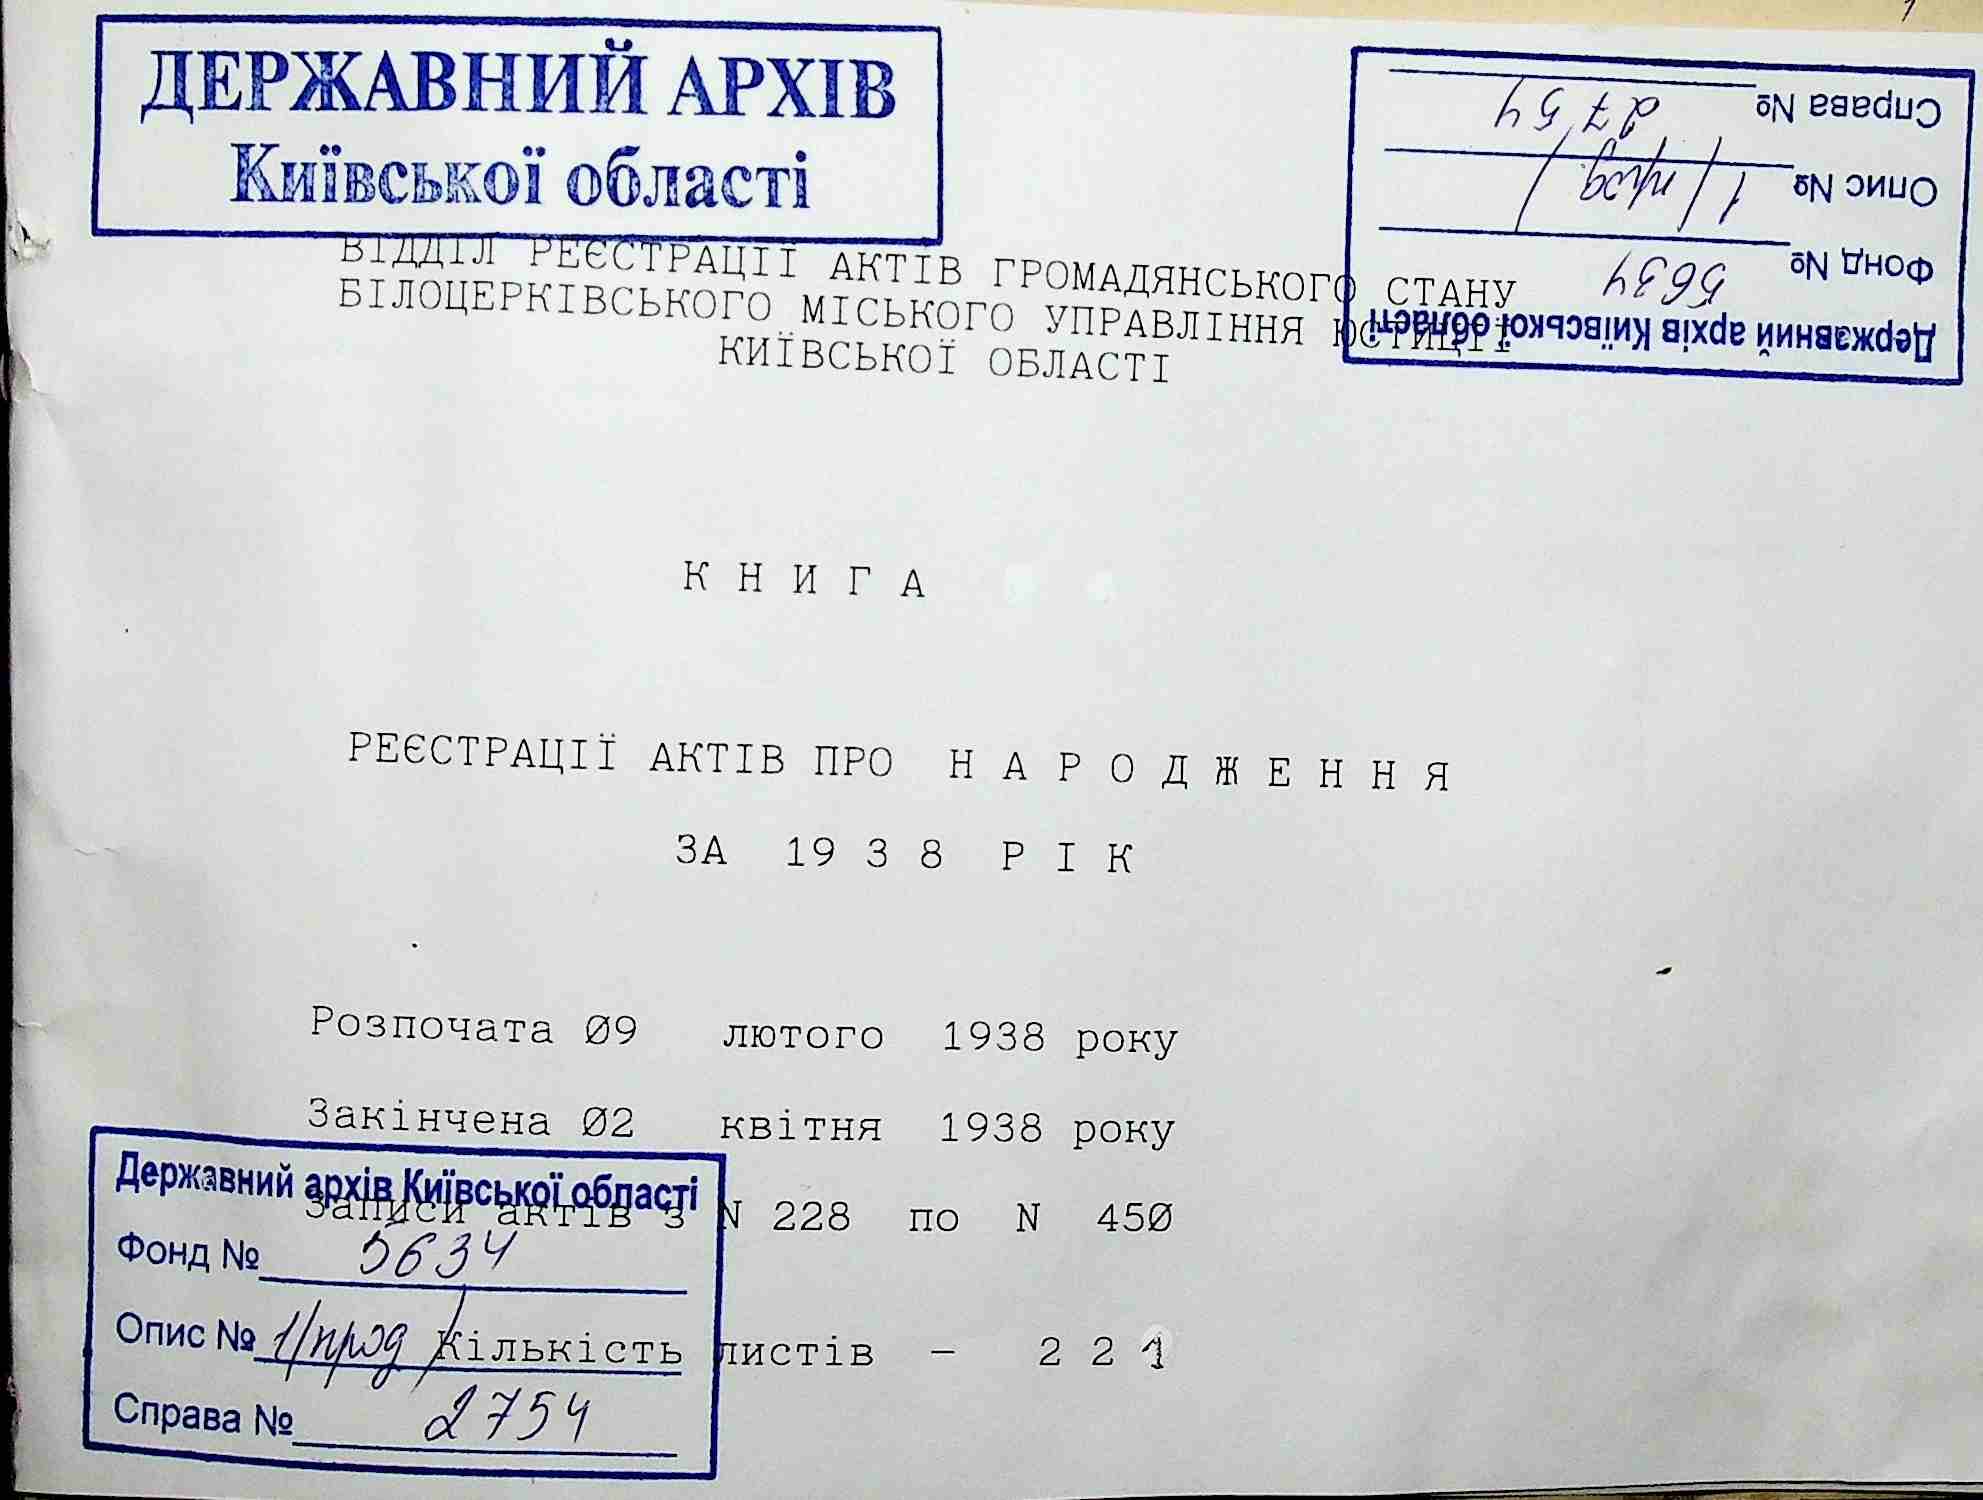 ДЕРЖАВНИЙ АРХІВ
Київської області
Справа № 2754
Опис № 1/прод/
Фонд № 5634
Державний архів Київської області
ВІДДІЛ РЕЄСТРАЦІЇ АКТІВ ГРОМАДЯНСЬКОГО СТАНУ
БІЛОЦЕРКІВСЬКОГО МІСЬКОГО УПРАВЛІННЯ ЮСТИЦІЇ
КИЇВСЬКОЇ ОБЛАСТІ
К Н И Г А
РЕЄСТРАЦІЇ АКТІВ ПРО Н А Р О Д Ж Е Н Н Я
ЗА 19 3 8 Р І К
Розпочата 09 лютого 1938 року
Закінчена 02 квітня 1938 року
Записи актів з N 228 по N 450
Кількість листів – 2 2 1
Державний архів Київської області
Фонд № 5634
Опис № 1/прод/
Справа № 2754